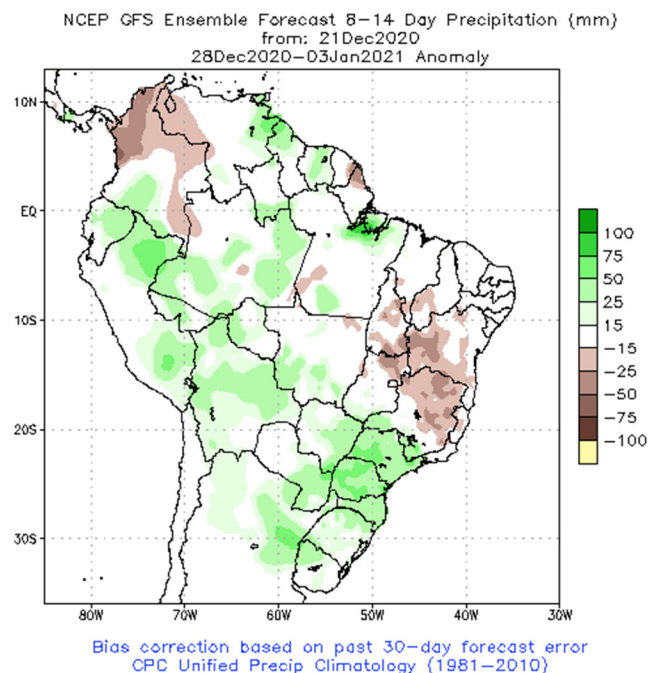 NCEP GFS Ensemble Forecast 8–14 Day Precipitation (mm)
from: 21Dec2020
28Dec2020–03Jan2021 Anomaly
10N
EQ
10S
20S
30S
80W
70W
60W
50W
40W
30W
100
75
50
25
15
−15
−25
−50
−75
−100
Bias correction based on past 30–day forecast error
CPC Unified Precip Climatology (1981–2010)